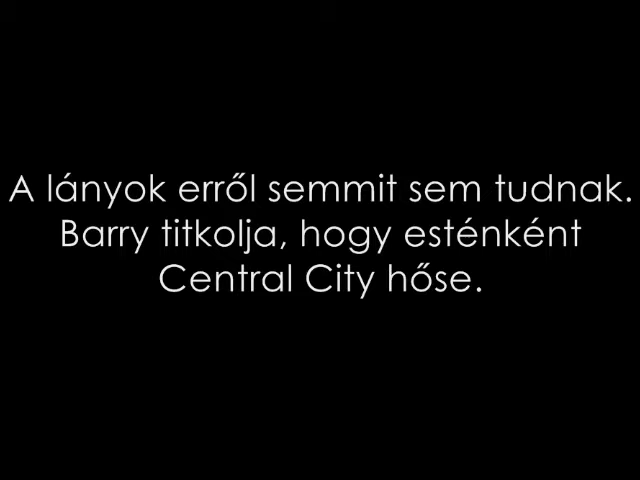 A lányok erről semmit sem tudnak.
Barry titkolja, hogy esténként
Central City hőse.